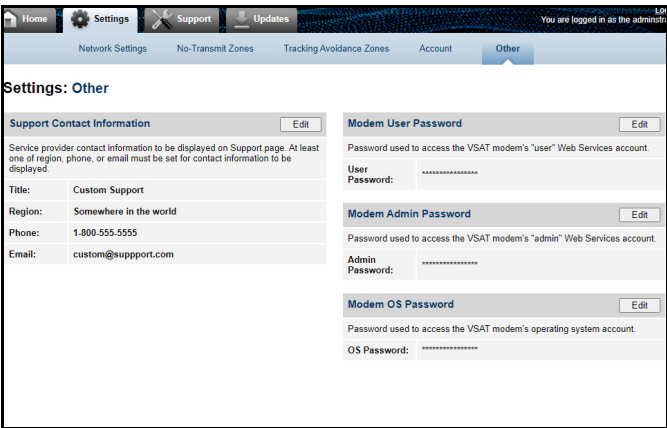 Home
Settings
Support
Updates
You are logged in as the adminstra
Network Settings
No-Transmit Zones
Tracking Avoidance Zones
Account
Other
Settings: Other
Support Contact Information
Edit
Service provider contact information to be displayed on Support page. At least
one of region, phone, or email must be set for contact information to be
displayed.
Title: Custom Support
Region: Somewhere in the world
Phone: 1-800-555-5555
Email: custom@suppport.com
Modem User Password
Edit
Password used to access the VSAT modem's "user" Web Services account.
User
Password: ****************
Modem Admin Password
Edit
Password used to access the VSAT modem's "admin" Web Services account.
Admin
Password: ****************
Modem OS Password
Edit
Password used to access the VSAT modem's operating system account.
OS Password: ****************